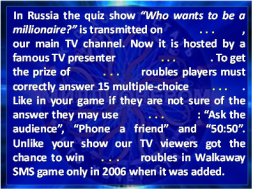 In Russia the quiz show “Who wants to be a
millionaire?” is transmitted on . . . ,
our main TV channel. Now it is hosted by a
famous TV presenter . . . . To get
the prize of . . . roubles players must
correctly answer 15 multiple-choice . . . .
Like in your game if they are not sure of the
answer they may use . . . : “Ask the
audience”, “Phone a friend” and “50:50”.
Unlike your show our TV viewers got the
chance to win . . . roubles in Walkaway
SMS game only in 2006 when it was added.